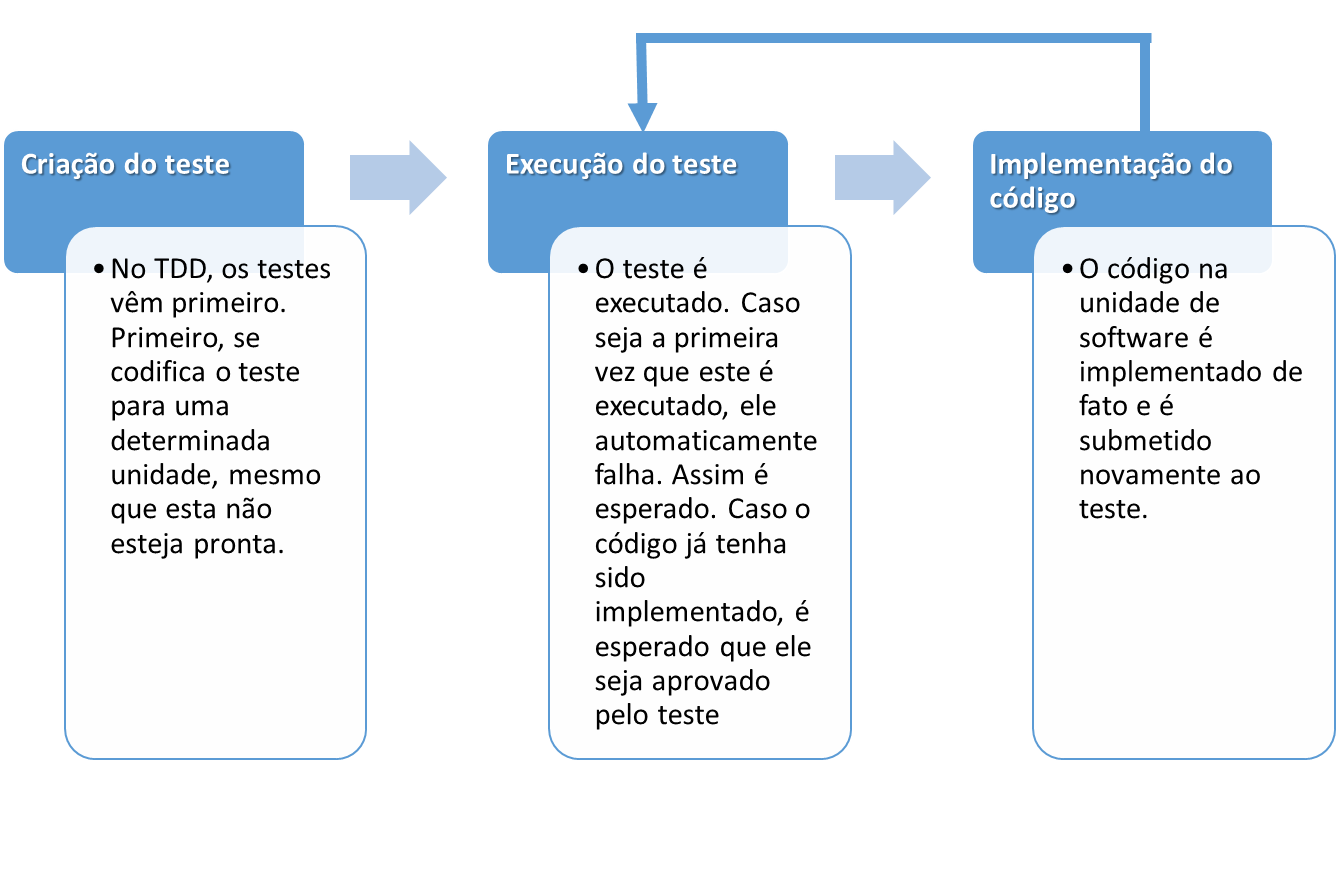 Criação do teste
• No TDD, os testes
vêm primeiro.
Primeiro, se
codifica o teste
para uma
determinada
unidade, mesmo
que esta não
esteja pronta.
Execução do teste
• O teste é
executado. Caso
seja a primeira
vez que este é
executado, ele
automaticamente
falha. Assim é
esperado. Caso o
código já tenha
sido
implementado, é
esperado que ele
seja aprovado
pelo teste
Implementação do
código
• O código na
unidade de
software é
implementado de
fato e é
submetido
novamente ao
teste.